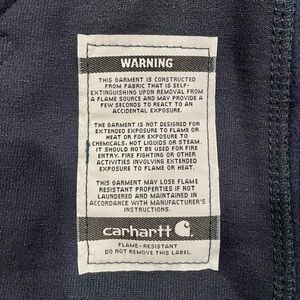 WARNING
THIS GARMENT IS CONSTRUCTED
FROM FABRIC THAT IS SELF-
EXTINGUISHING UPON REMOVAL FROM
A FLAME SOURCE AND MAY PROVIDE A
FEW SECONDS TO REACT TO AN
ACCIDENTAL EXPOSURE.
THE GARMENT IS NOT DESIGNED FOR
EXTENDED EXPOSURE TO FLAME OR
HEAT OR FOR EXPOSURE TO
CHEMICALS, HOT LIQUIDS OR STEAM.
IT SHOULD NOT BE USED FOR FIRE
ENTRY, FIRE FIGHTING OR OTHER
ACTIVITIES INVOLVING EXTENDED
EXPOSURE TO FLAME OR HEAT.
THIS GARMENT MAY LOSE FLAME
RESISTANT PROPERTIES IF NOT
LAUNDERED AND MAINTAINED IN
ACCORDANCE WITH MANUFACTURER'S
INSTRUCTIONS.
carhartt
FLAME-RESISTANT
DO NOT REMOVE THIS LABEL.